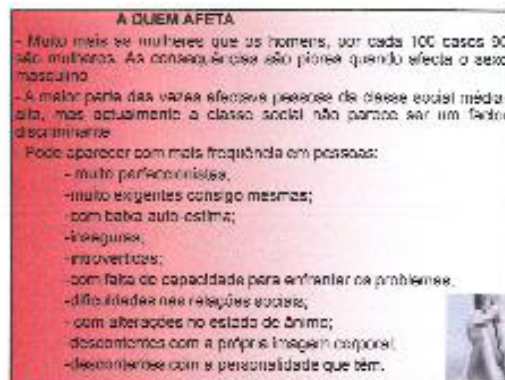 A QUEM AFETA
- Muito mais as mulheres que os homens, por cada 100 casos 90
são mulheres. As consequências são piores quando afecta o sexo
masculino
- A maior parte das vezes afectava pessoas da classe social média-
alta, mas actualmente a classe social não parece ser um factor
discriminante
Pode aparecer com mais frequência em pessoas:
- muito perfeccionistas;
-muito exigentes consigo mesmas;
-com baixa auto-estima;
-inseguras;
-introvertidas;
-com falta de capacidade para enfrentar os problemas;
-dificuldades nas relações sociais;
- com alterações no estado de ânimo;
-descontentes com a própria imagem corporal;
-descontentes com a personalidade que têm.